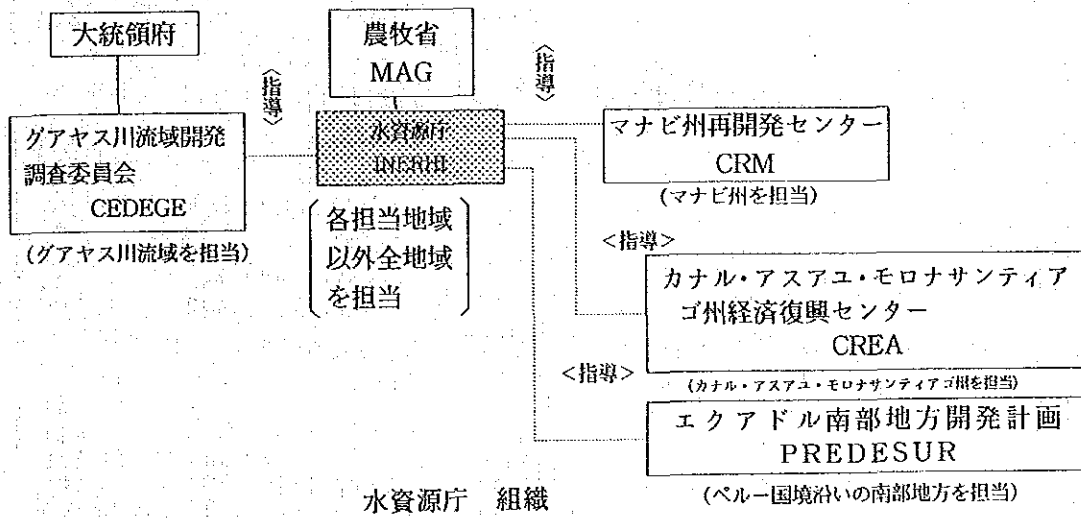 大統領府
農牧省
MAG
〈指導〉
〈指導〉
グアヤス川流域開発
調査委員会
CEDEGE
(グアヤス川流域を担当)
水資源庁
INERHI
各担当地域
以外全地域
を担当
マナビ州再開発センター
CRM
(マナビ州を担当)
<指導>
カナル・アスアユ・モロナサンティア
ゴ州経済復興センター
CREA
(カナル・アスアユ・モロナサンティアゴ州を担当)
<指導>
エクアドル南部地方開発計画
PREDESUR
(ペルー国境沿いの南部地方を担当)
水資源庁 組織